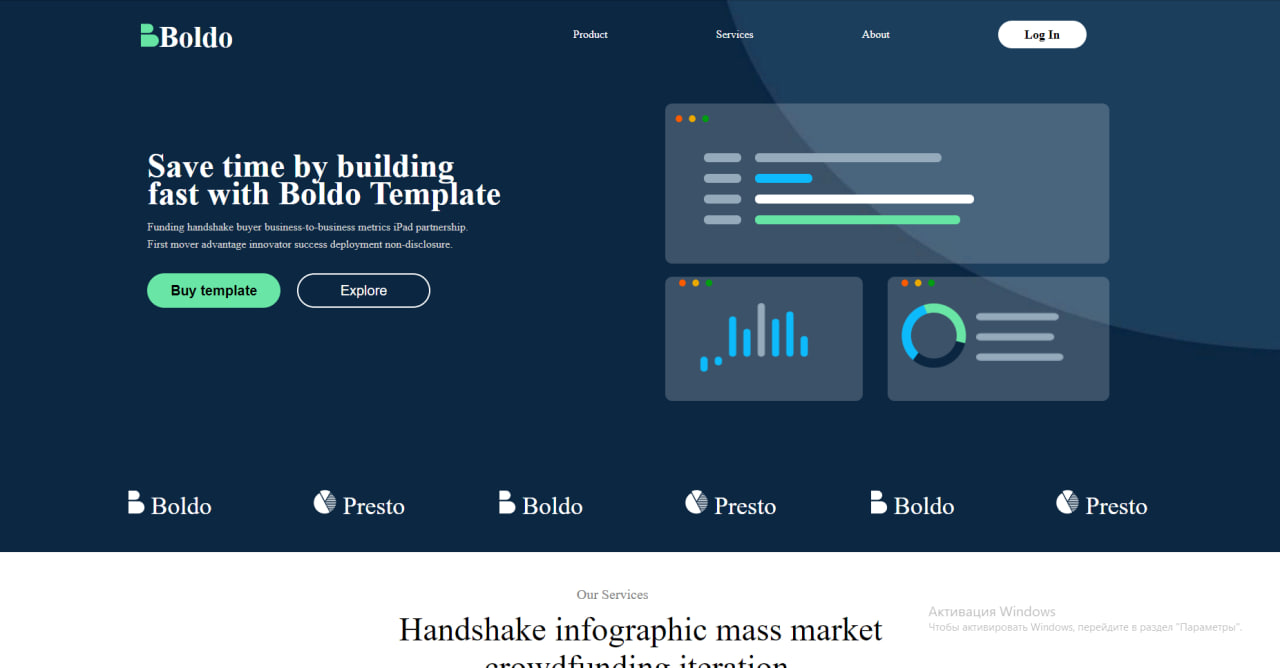 Boldo
Product
Services
About
Log In
Save time by building
fast with Boldo Template
Funding handshake buyer business-to-business metrics iPad partnership.
First mover advantage innovator success deployment non-disclosure.
Buy template
Explore
Boldo
Presto
Boldo
Presto
Boldo
Presto
Our Services
Handshake infographic mass market
crowdfunding iteration
Активация Windows
Чтобы активировать Windows, перейдите в раздел "Параметры".